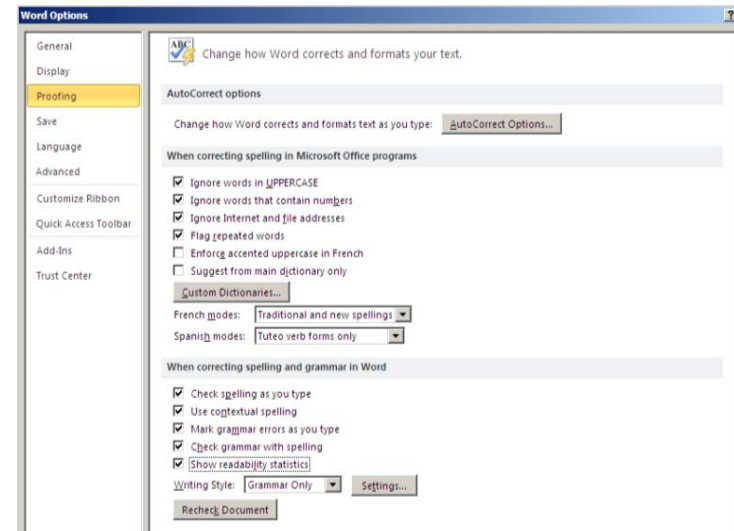 Word Options
?
General
Display
Proofing
Save
Language
Advanced
Customize Ribbon
Quick Access Toolbar
Add-Ins
Trust Center
ABC
Change how Word corrects and formats your text.
AutoCorrect options
Change how Word corrects and formats text as you type: AutoCorrect Options...
When correcting spelling in Microsoft Office programs
Ignore words in UPPERCASE
Ignore words that contain numbers
Ignore Internet and file addresses
Flag repeated words
Enforce accented uppercase in French
Suggest from main dictionary only
Custom Dictionaries...
French modes: Traditional and new spellings
Spanish modes: Tuteo verb forms only
When correcting spelling and grammar in Word
Check spelling as you type
Use contextual spelling
Mark grammar errors as you type
Check grammar with spelling
Show readability statistics
Writing Style: Grammar Only Settings...
Recheck Document